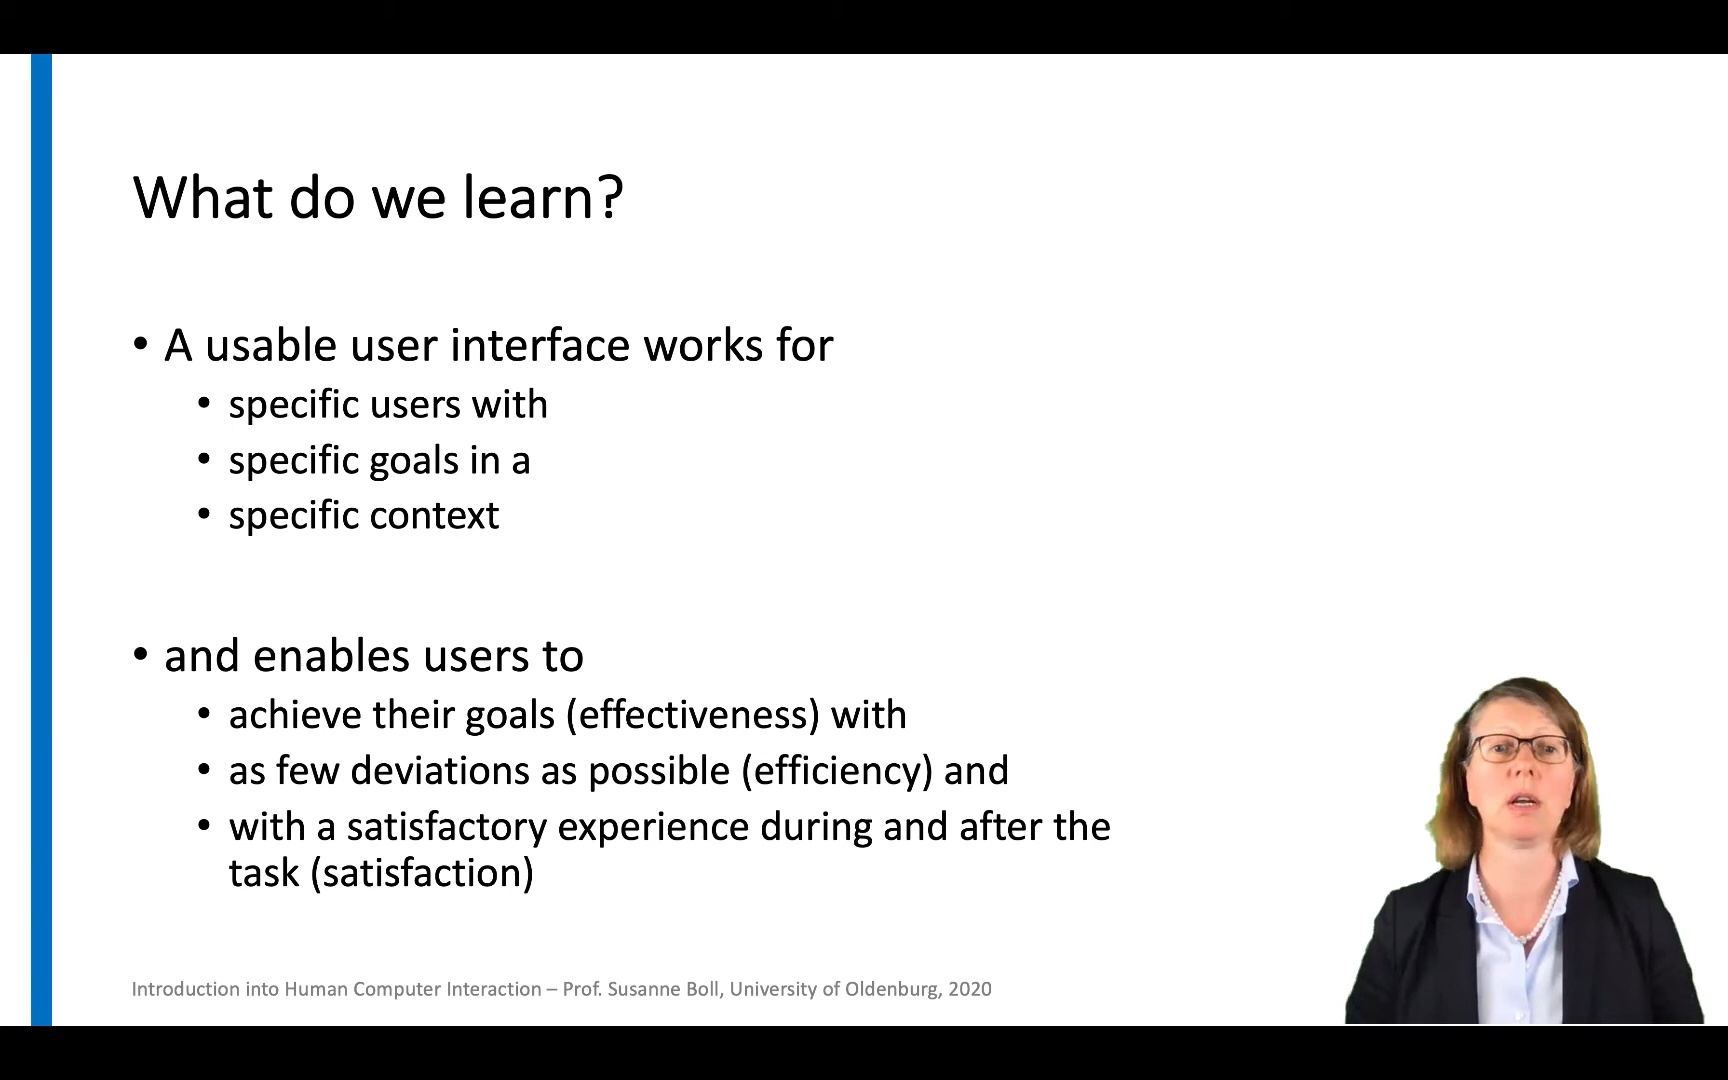 What do we learn?
• A usable user interface works for
• specific users with
• specific goals in a
• specific context
• and enables users to
• achieve their goals (effectiveness) with
• as few deviations as possible (efficiency) and
• with a satisfactory experience during and after the
task (satisfaction)
Introduction into Human Computer Interaction – Prof. Susanne Boll, University of Oldenburg, 2020